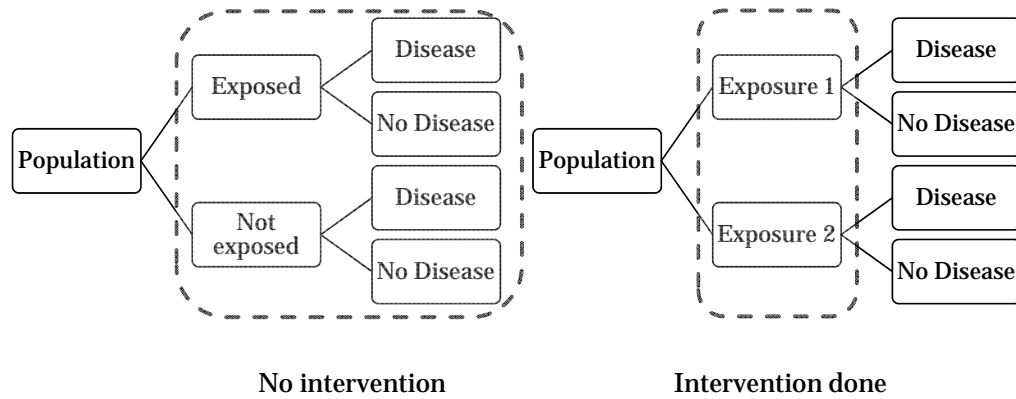 Disease
Exposed
No Disease
Population
Disease
Not
exposed
No Disease
Disease
Exposure 1
No Disease
Population
Disease
Exposure 2
No Disease
No intervention
Intervention done